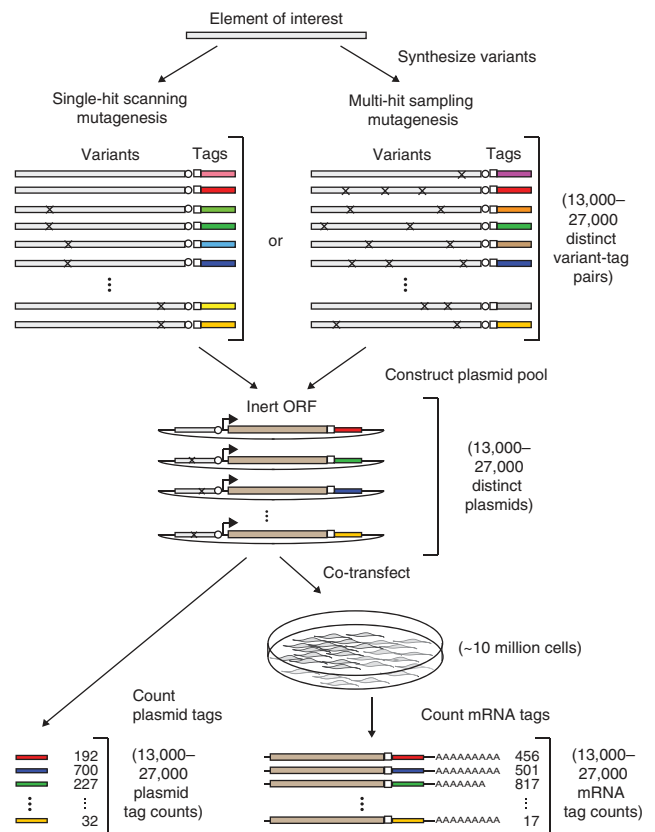 Element of interest
Synthesize variants
Single-hit scanning
mutagenesis
Multi-hit sampling
mutagenesis
Variants
Tags
Variants
Tags
or
(13,000–
27,000
distinct
variant-tag
pairs)
Construct plasmid pool
Inert ORF
(13,000–
27,000
distinct
plasmids)
Co-transfect
(~10 million cells)
Count
plasmid tags
Count mRNA tags
192
700
227
32
(13,000–
27,000
plasmid
tag counts)
AAAAAAAAA 456
AAAAAAAAA 501
AAAAAAA 817
AAAAAAAA 17
(13,000–
27,000
mRNA
tag counts)